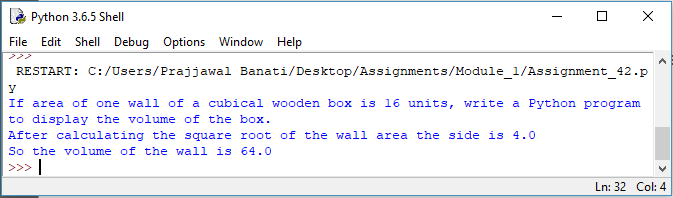 Python 3.6.5 Shell
File Edit Shell Debug Options Window Help
>>>
RESTART: C:/Users/Prajjawal Banati/Desktop/Assignments/Module_1/Assignment_42.p
y
If area of one wall of a cubical wooden box is 16 units, write a Python program
to display the volume of the box.
After calculating the square root of the wall area the side is 4.0
So the volume of the wall is 64.0
>>>
Ln: 32 Col: 4